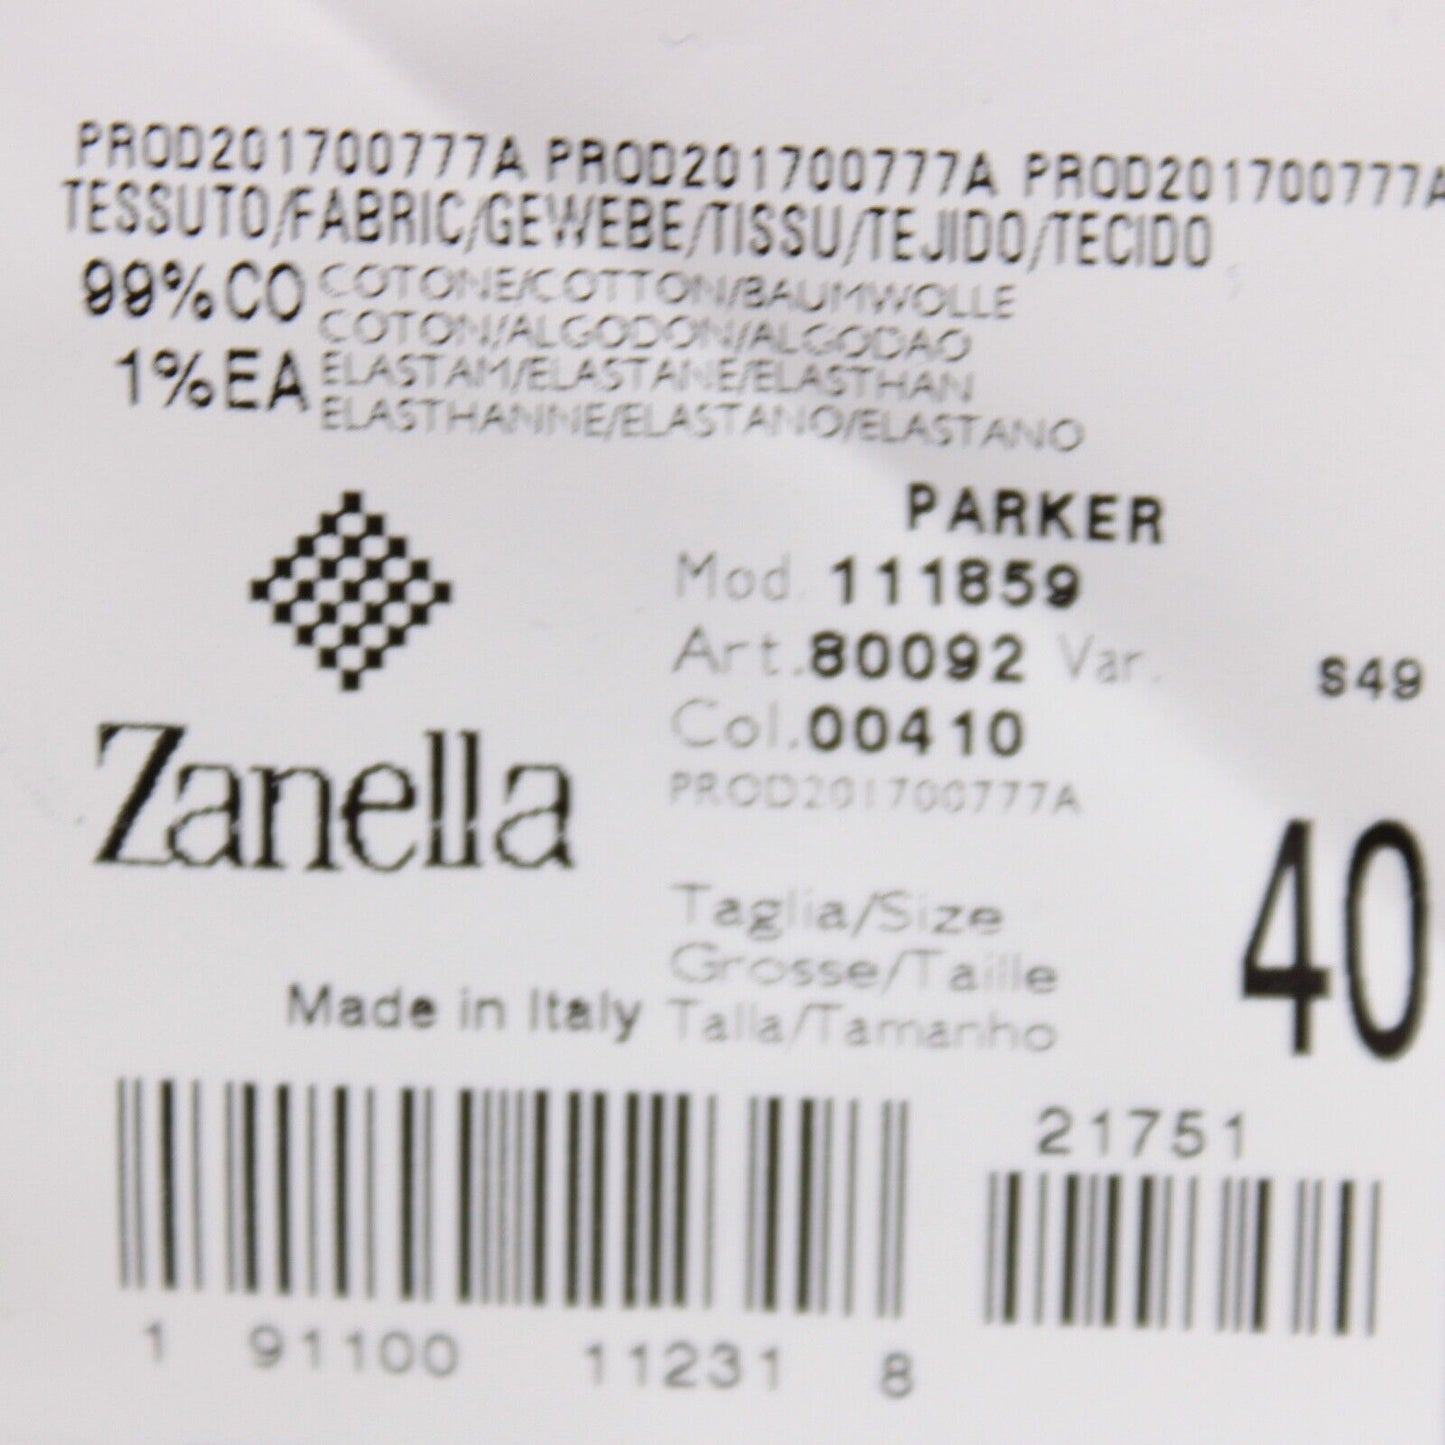 PROD201700777A PROD201700777A PROD201700777A
TESSUTO/FABRIC/GEWEBE/TISSU/TEJIDO/TECIDO
99%CO COTONE/COTTON/BAUMWOLLE
COTON/ALGODON/ALGODAO
1%EA ELASTAM/ELASTANE/ELASTHAN
ELASTHANNE/ELASTANO/ELASTANO
PARKER
Mod. 111859
Art.80092 Var. S49
Col.00410
PROD201700777A
Zanella
Taglia/Size 40
Grosse/Taille
Made in Italy Talla/Tamanho
21751
1 91100 11231 8